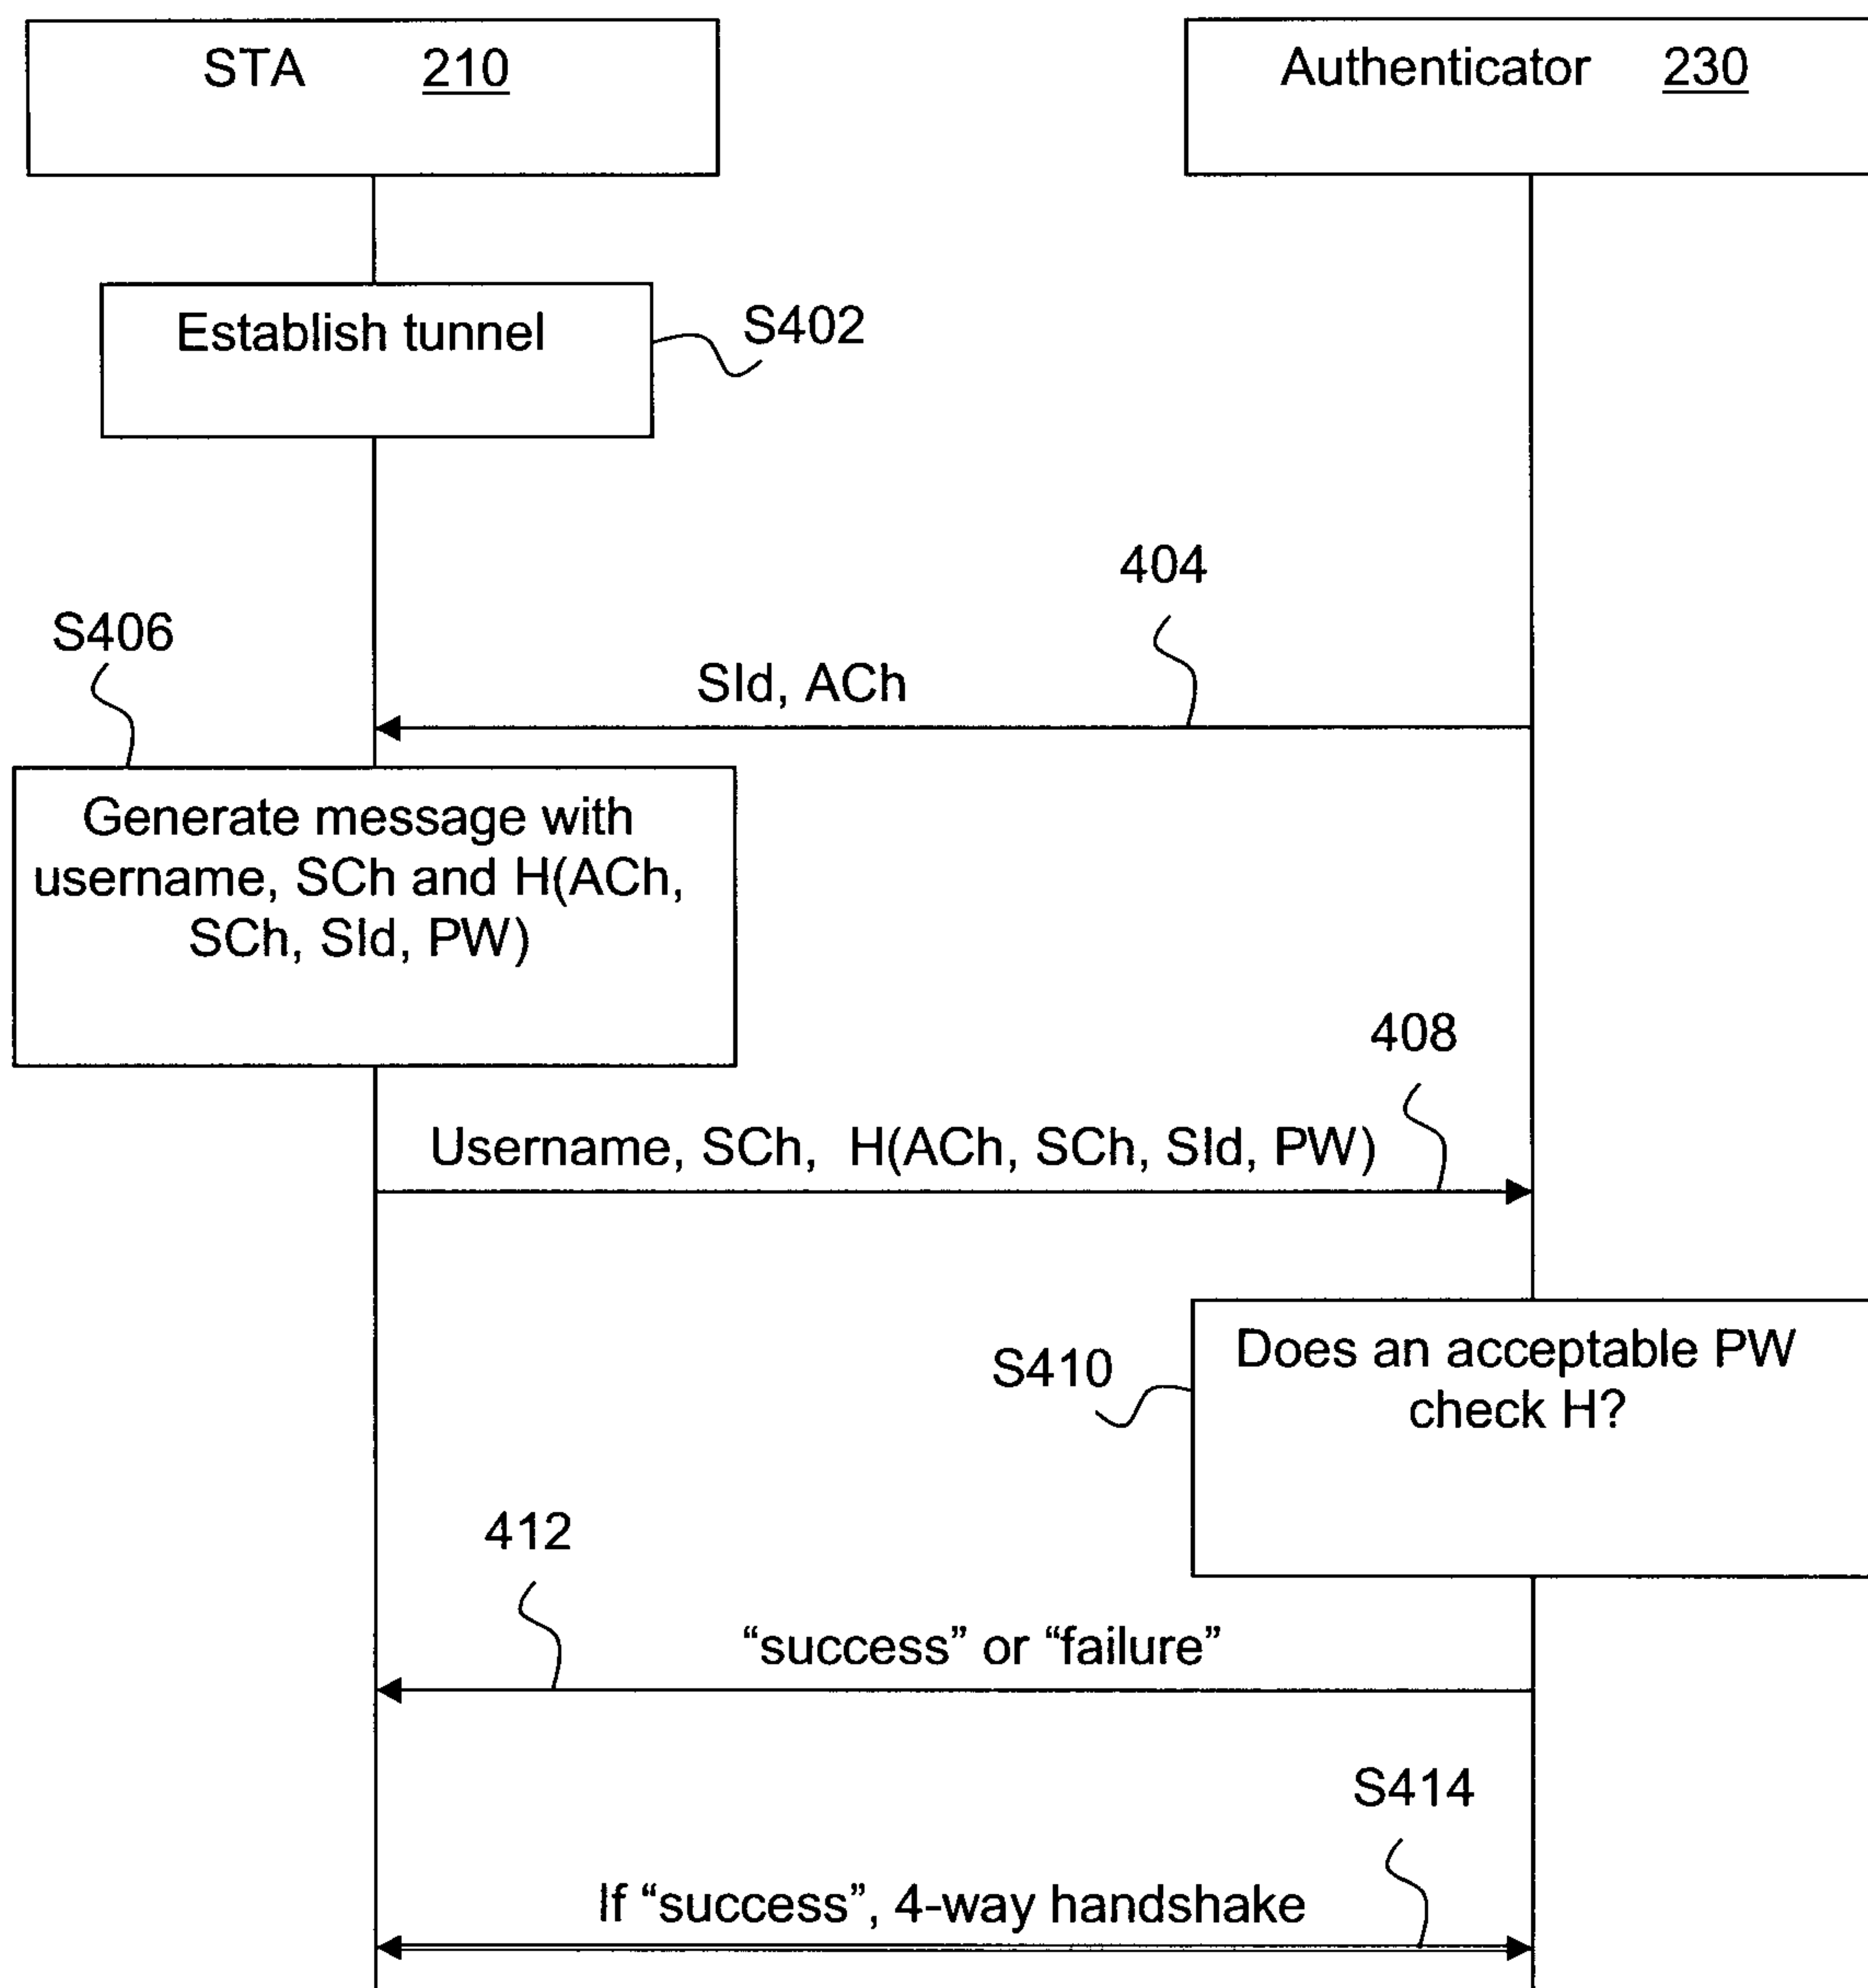 STA 210
Authenticator 230
Establish tunnel
S402
404
S406
SId, ACh
Generate message with
username, SCh and H(ACh,
SCh, SId, PW)
408
Username, SCh, H(ACh, SCh, SId, PW)
Does an acceptable PW
check H?
S410
412
“success” or “failure”
S414
If “success”, 4-way handshake